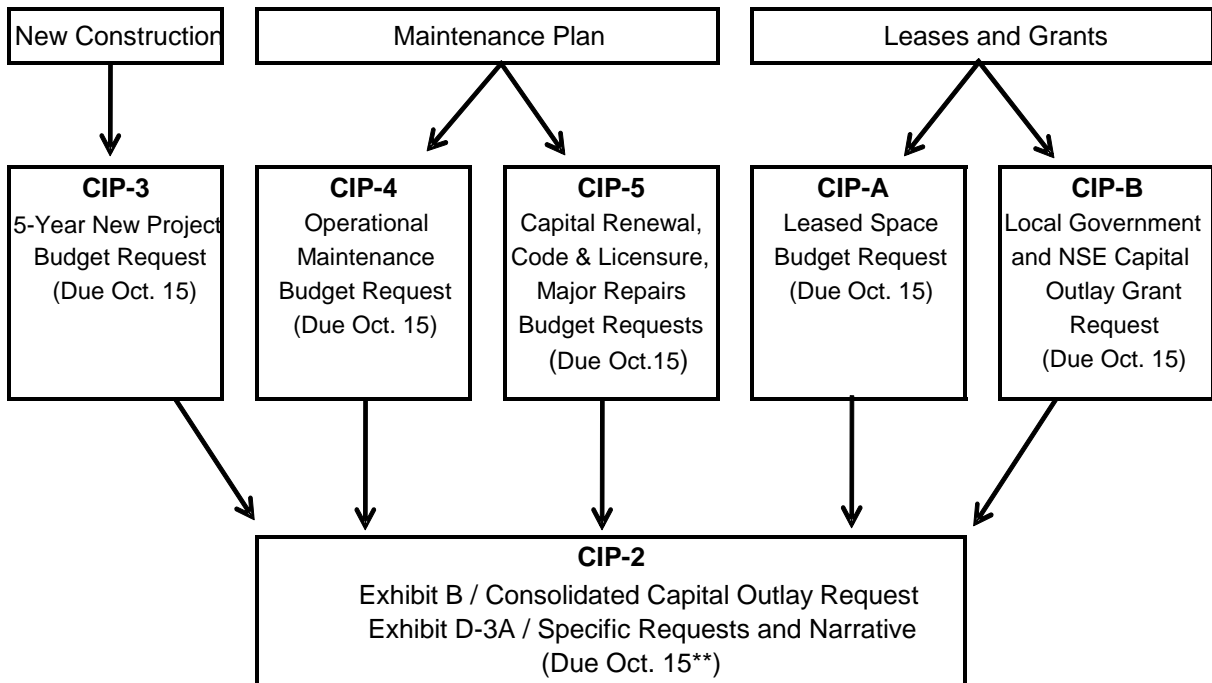 New Construction
Maintenance Plan
Leases and Grants
CIP-3
5-Year New Project
Budget Request
(Due Oct. 15)
CIP-4
Operational
Maintenance
Budget Request
(Due Oct. 15)
CIP-5
Capital Renewal,
Code & Licensure,
Major Repairs
Budget Requests
(Due Oct.15)
CIP-A
Leased Space
Budget Request
(Due Oct. 15)
CIP-B
Local Government
and NSE Capital
Outlay Grant
Request
(Due Oct. 15)
CIP-2
Exhibit B / Consolidated Capital Outlay Request
Exhibit D-3A / Specific Requests and Narrative
(Due Oct. 15**)